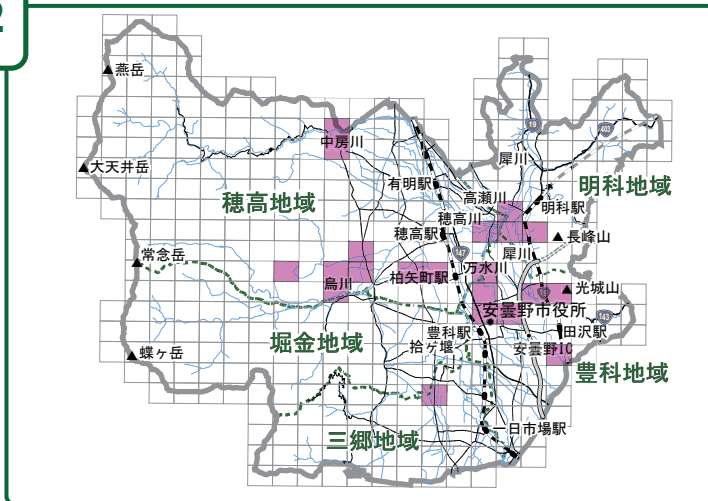 2
燕岳
19
403
中房川
犀川
大天井岳
有明駅
明科地域
高瀬川
穂高地域
明科駅
穂高川
穂高駅
長峰山
147
犀川
常念岳
万水川
柏矢町駅
烏川
光城山
19
安曇野市役所
143
豊科駅
田沢駅
堀金地域
拾ヶ堰
安曇野IC
蝶ヶ岳
豊科地域
一日市場駅
三郷地域